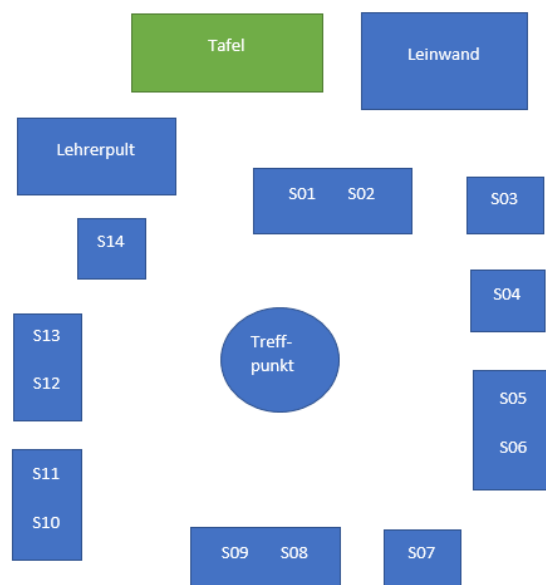 Tafel
Leinwand
Lehrerpult
S01 S02
S03
S14
S04
S13
S12
Treff-
punkt
S05
S06
S11
S10
S09 S08
S07